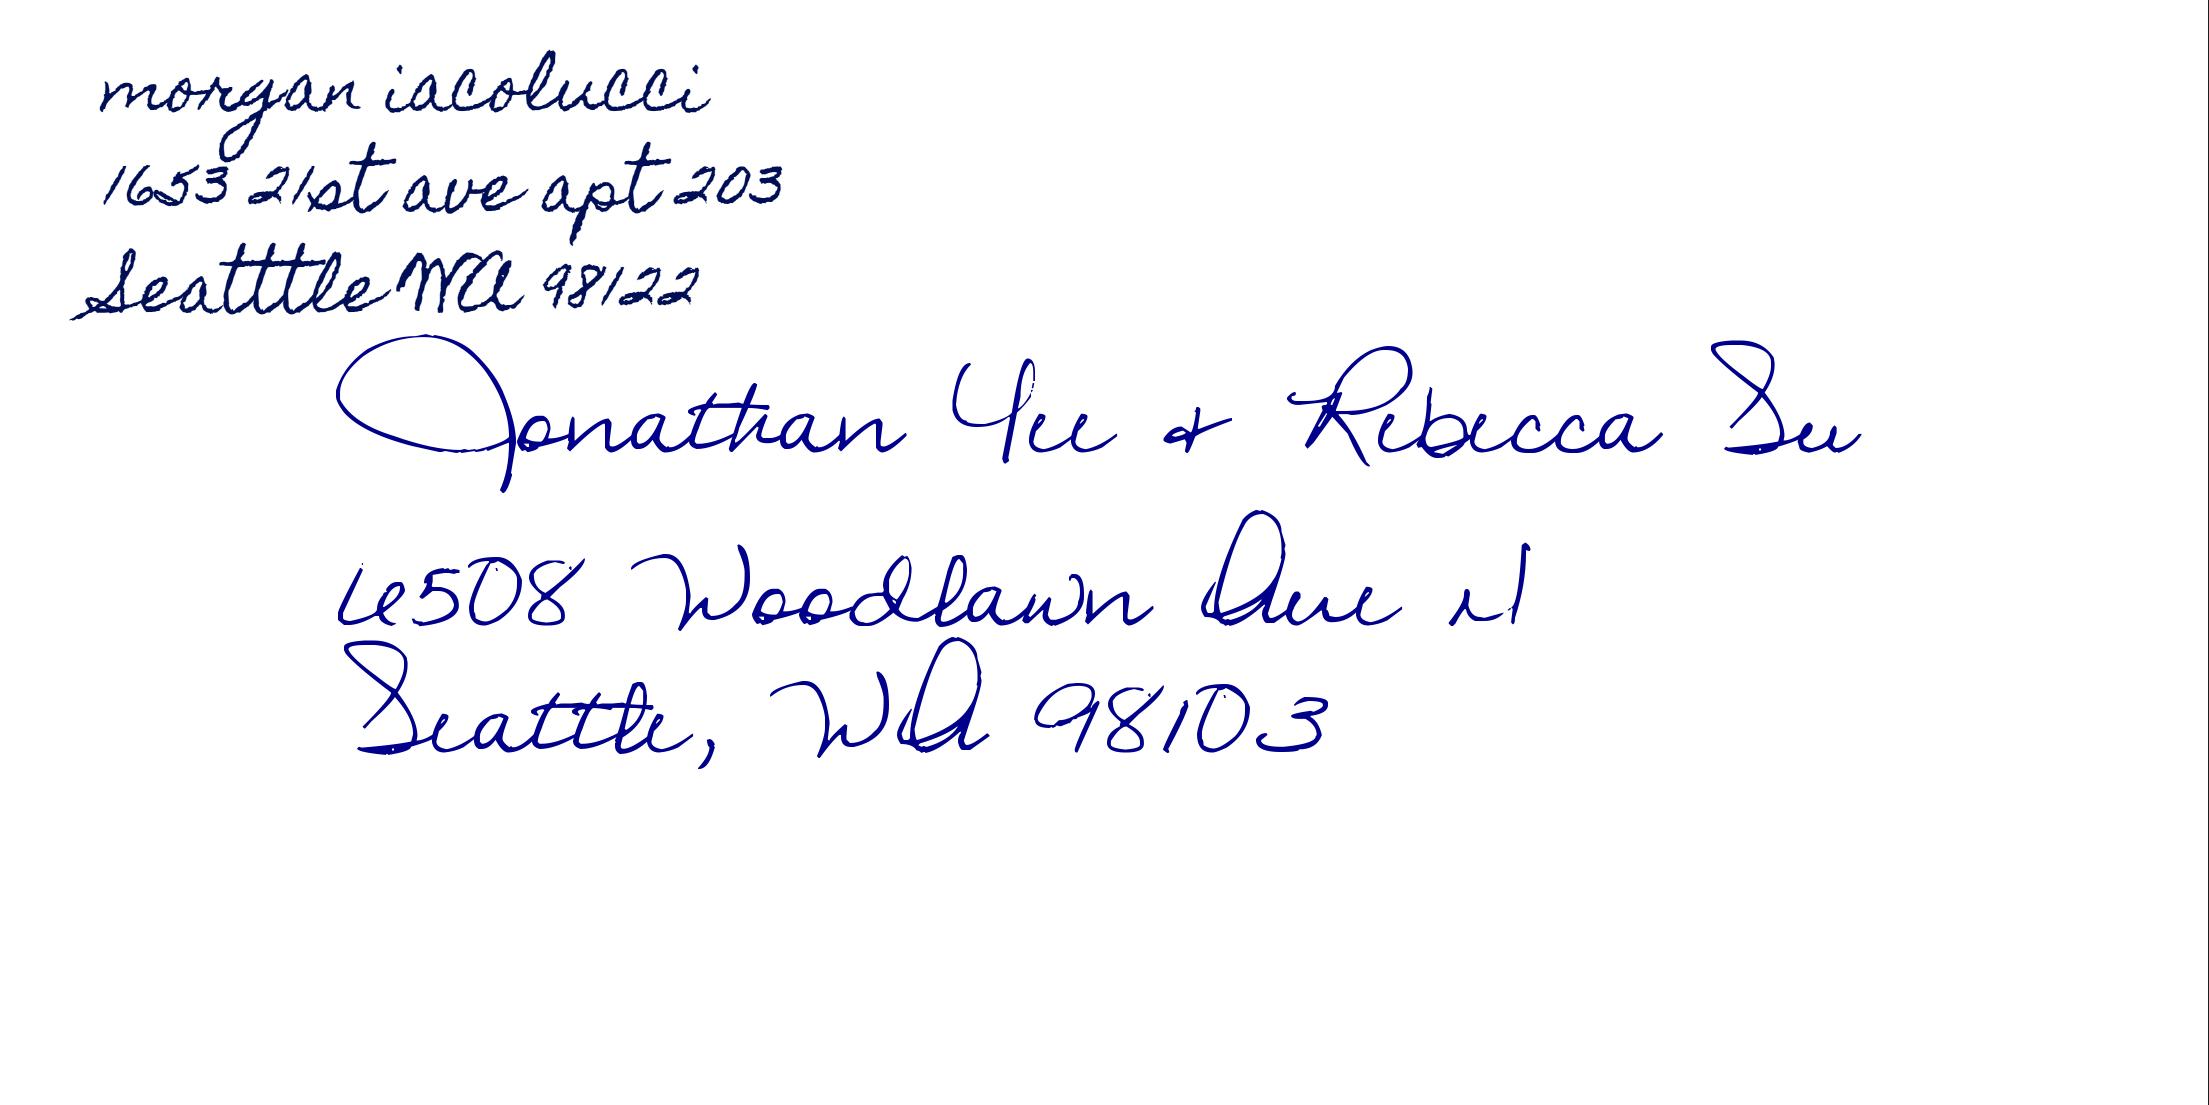 morgan iacolucci
1653 21st ave apt 203
Seatttle WA 98122
Jonathan Yee & Rebecca Su
6508 Woodlawn Ave N
Seattle, WA 98103